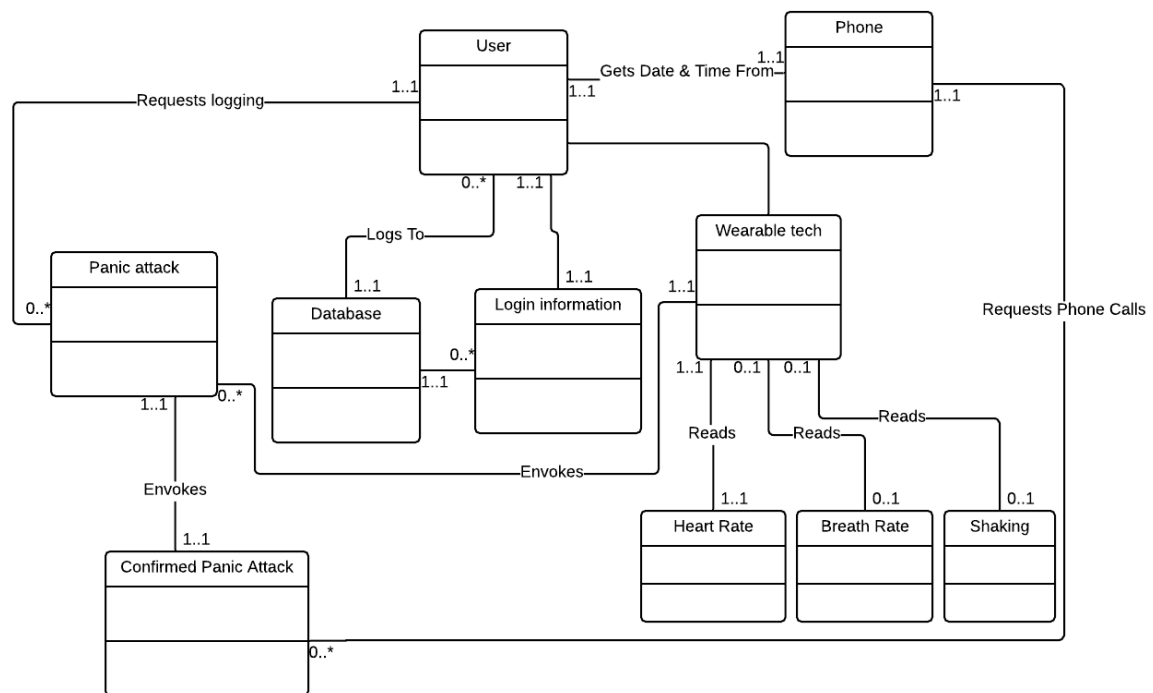 Phone
User
1..1
Gets Date & Time From
1..1
1..1
Requests logging
1..1
1..1
0..*
1..1
Wearable tech
Logs To
Panic attack
1..1
1..1
1..1
Login information
0..*
Database
Requests Phone Calls
0..*
1..1
1..1
0..1
0..1
0..*
1..1
Reads
Reads
Reads
Envokes
Envokes
1..1
0..1
0..1
Heart Rate
Breath Rate
Shaking
1..1
Confirmed Panic Attack
0..*